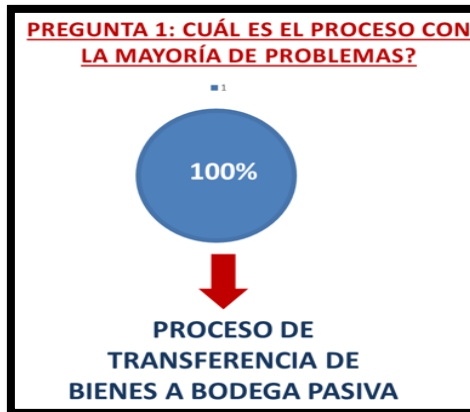 PREGUNTA 1: CUÁL ES EL PROCESO CON
LA MAYORÍA DE PROBLEMAS?
1
100%
PROCESO DE
TRANSFERENCIA DE
BIENES A BODEGA PASIVA